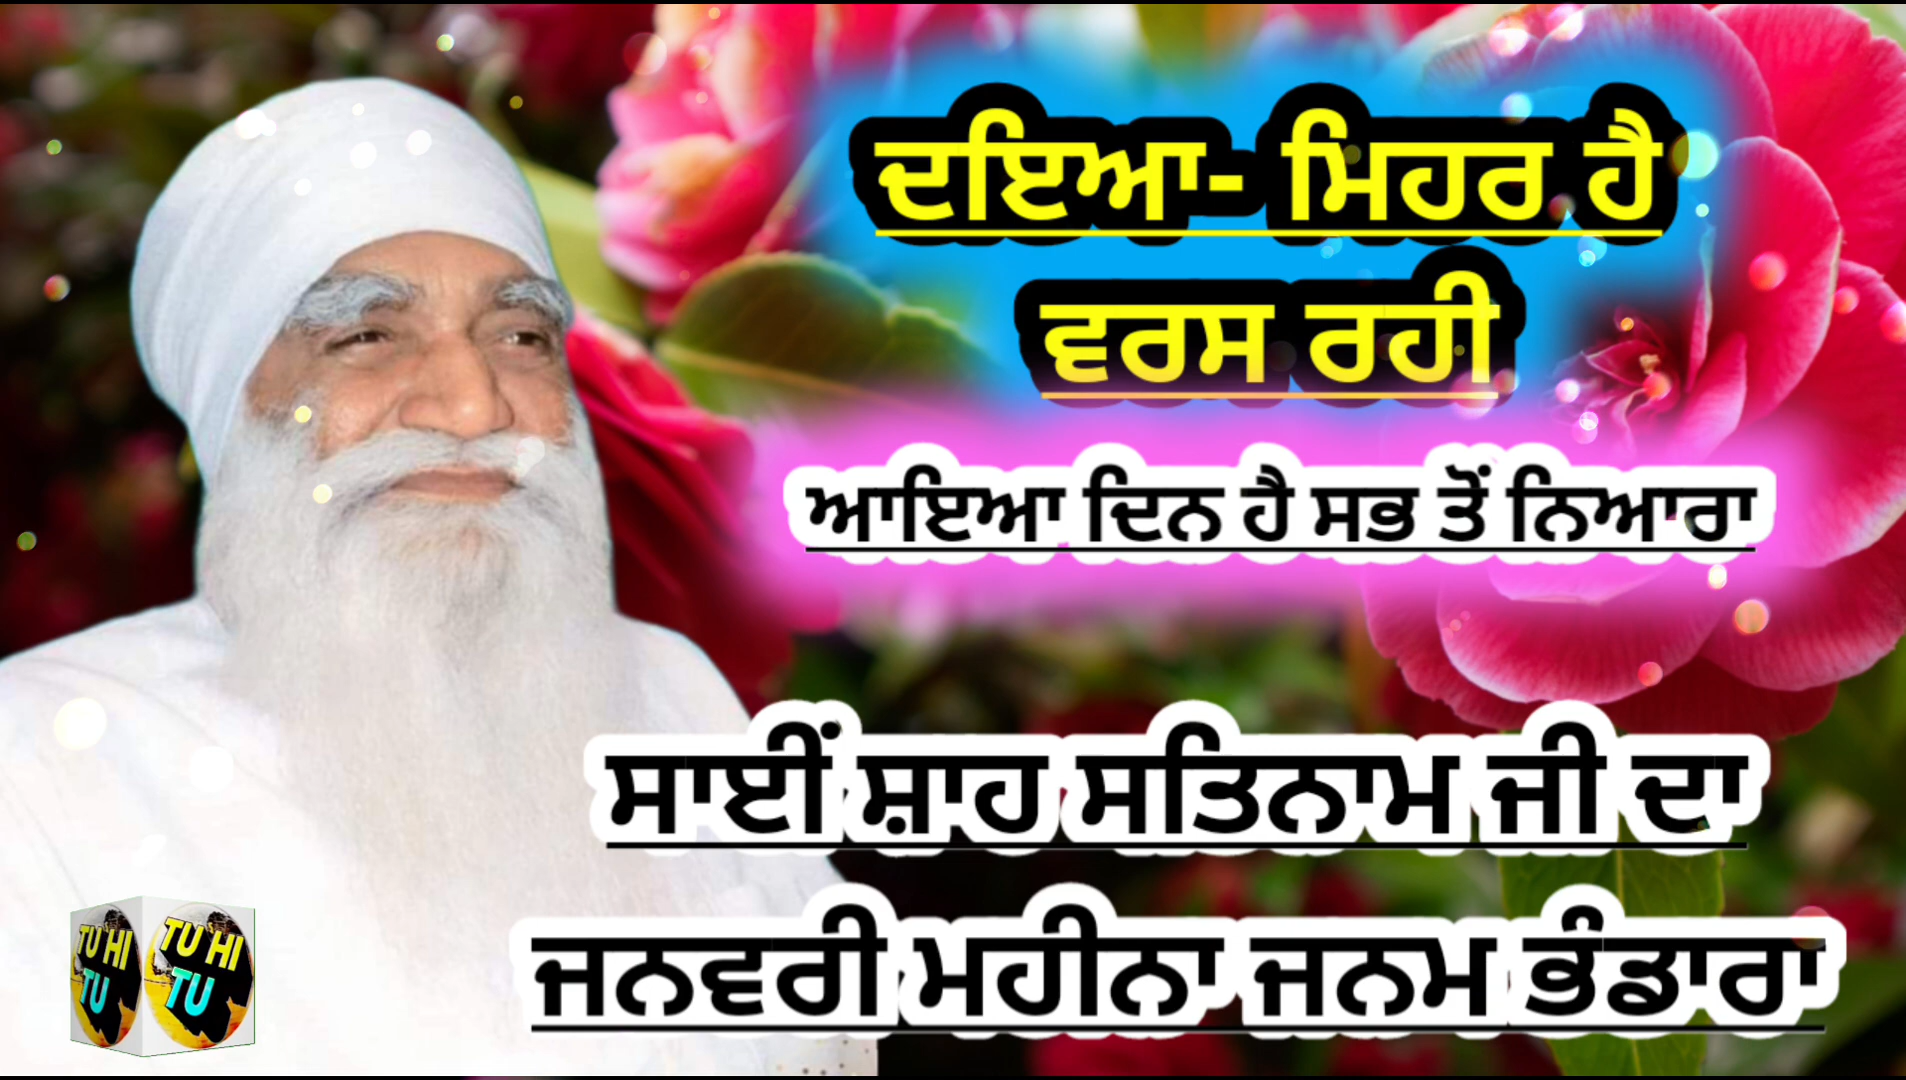 ਦਇਆ- ਮਿਹਰ ਹੈ
ਵਰਸ ਰਹੀ
ਆਇਆ ਦਿਨ ਹੈ ਸਭ ਤੋਂ ਨਿਆਰਾ
ਸਾਈਂ ਸ਼ਾਹ ਸਤਿਨਾਮ ਜੀ ਦਾ
ਜਨਵਰੀ ਮਹੀਨਾ ਜਨਮ ਭੰਡਾਰਾ
TU HI
TU
TU HI
TU